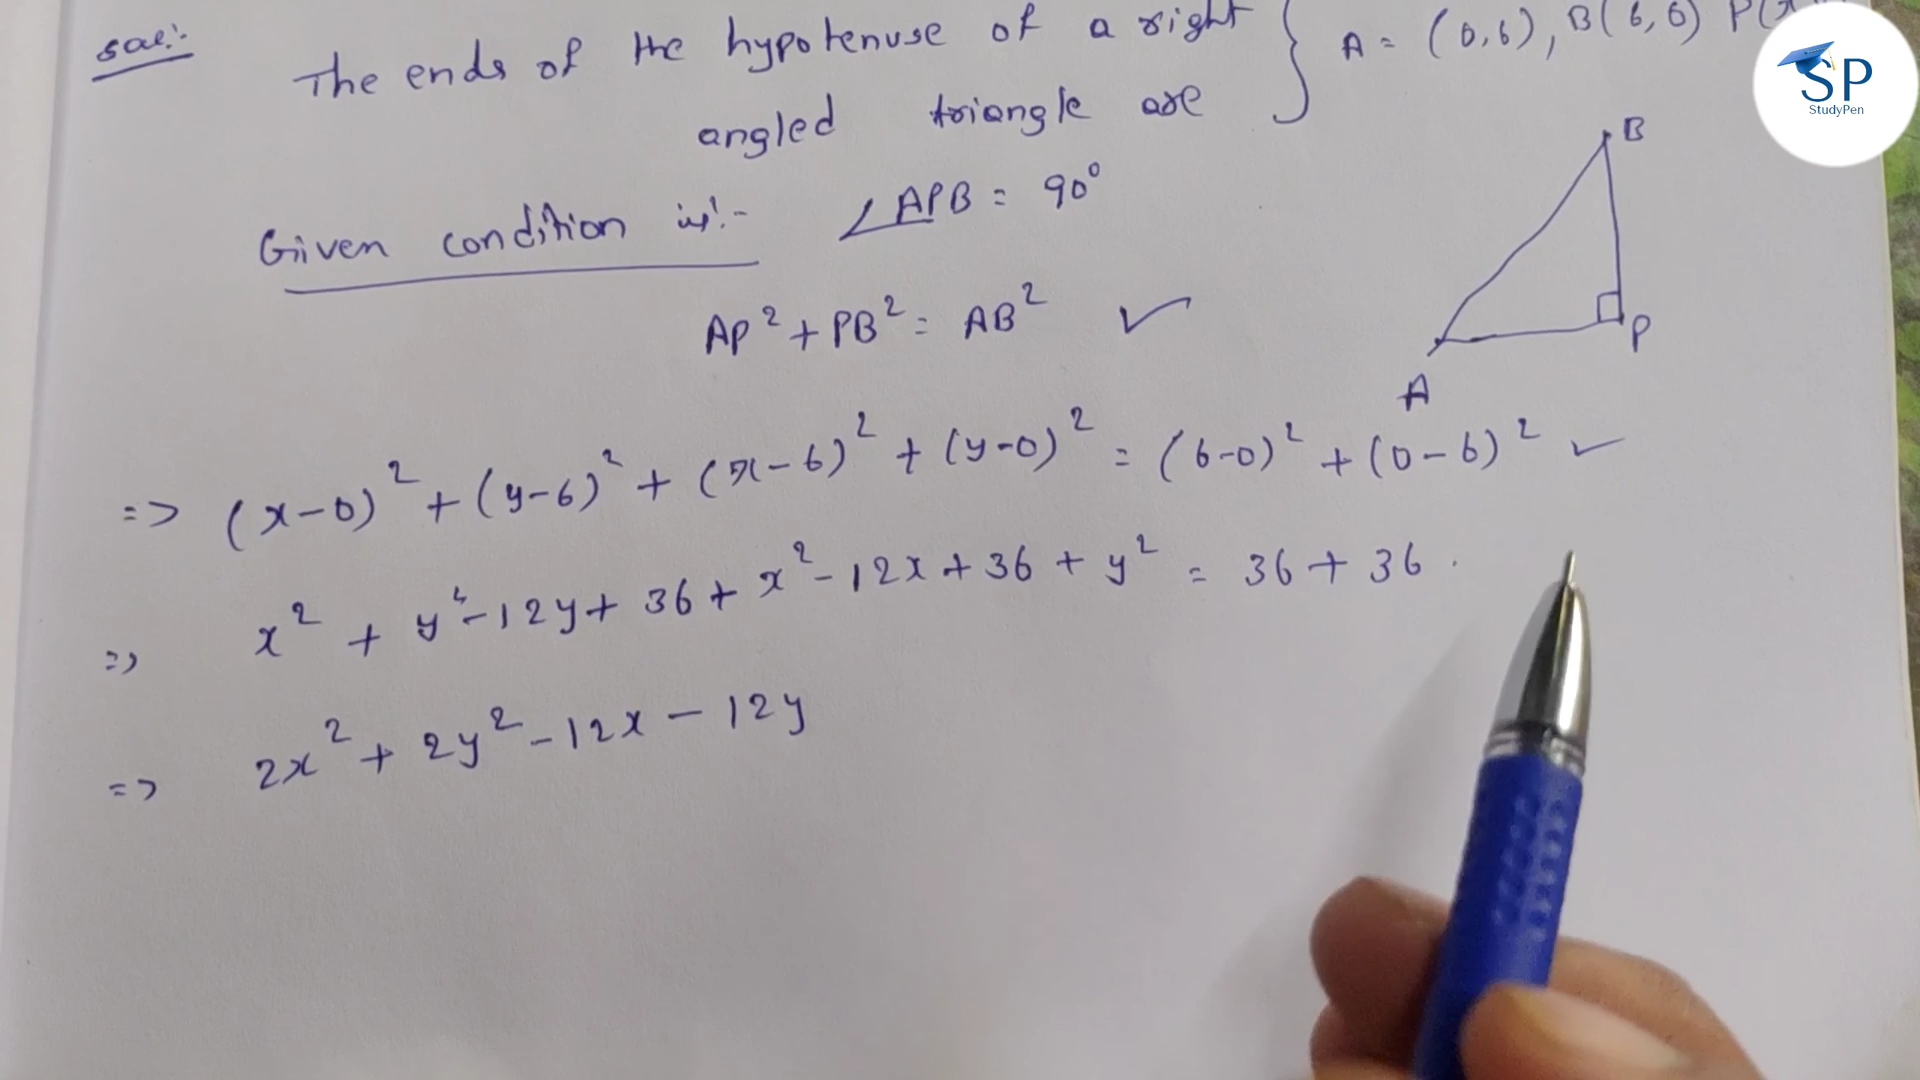 Sol:-
The ends of the hypotenuse of a right
angled triangle are } A = (0,6), B(6,0) P(x
SP
StudyPen
Given condition is:- ∠APB = 90°
B
P
A
AP² + PB² = AB² ✓
=> (x-0)² + (y-6)² + (x-6)² + (y-0)² = (6-0)² + (0-6)² ✓
=> x² + y²-12y+ 36 + x²-12x+36 + y² = 36 + 36.
=> 2x² + 2y² -12x - 12y